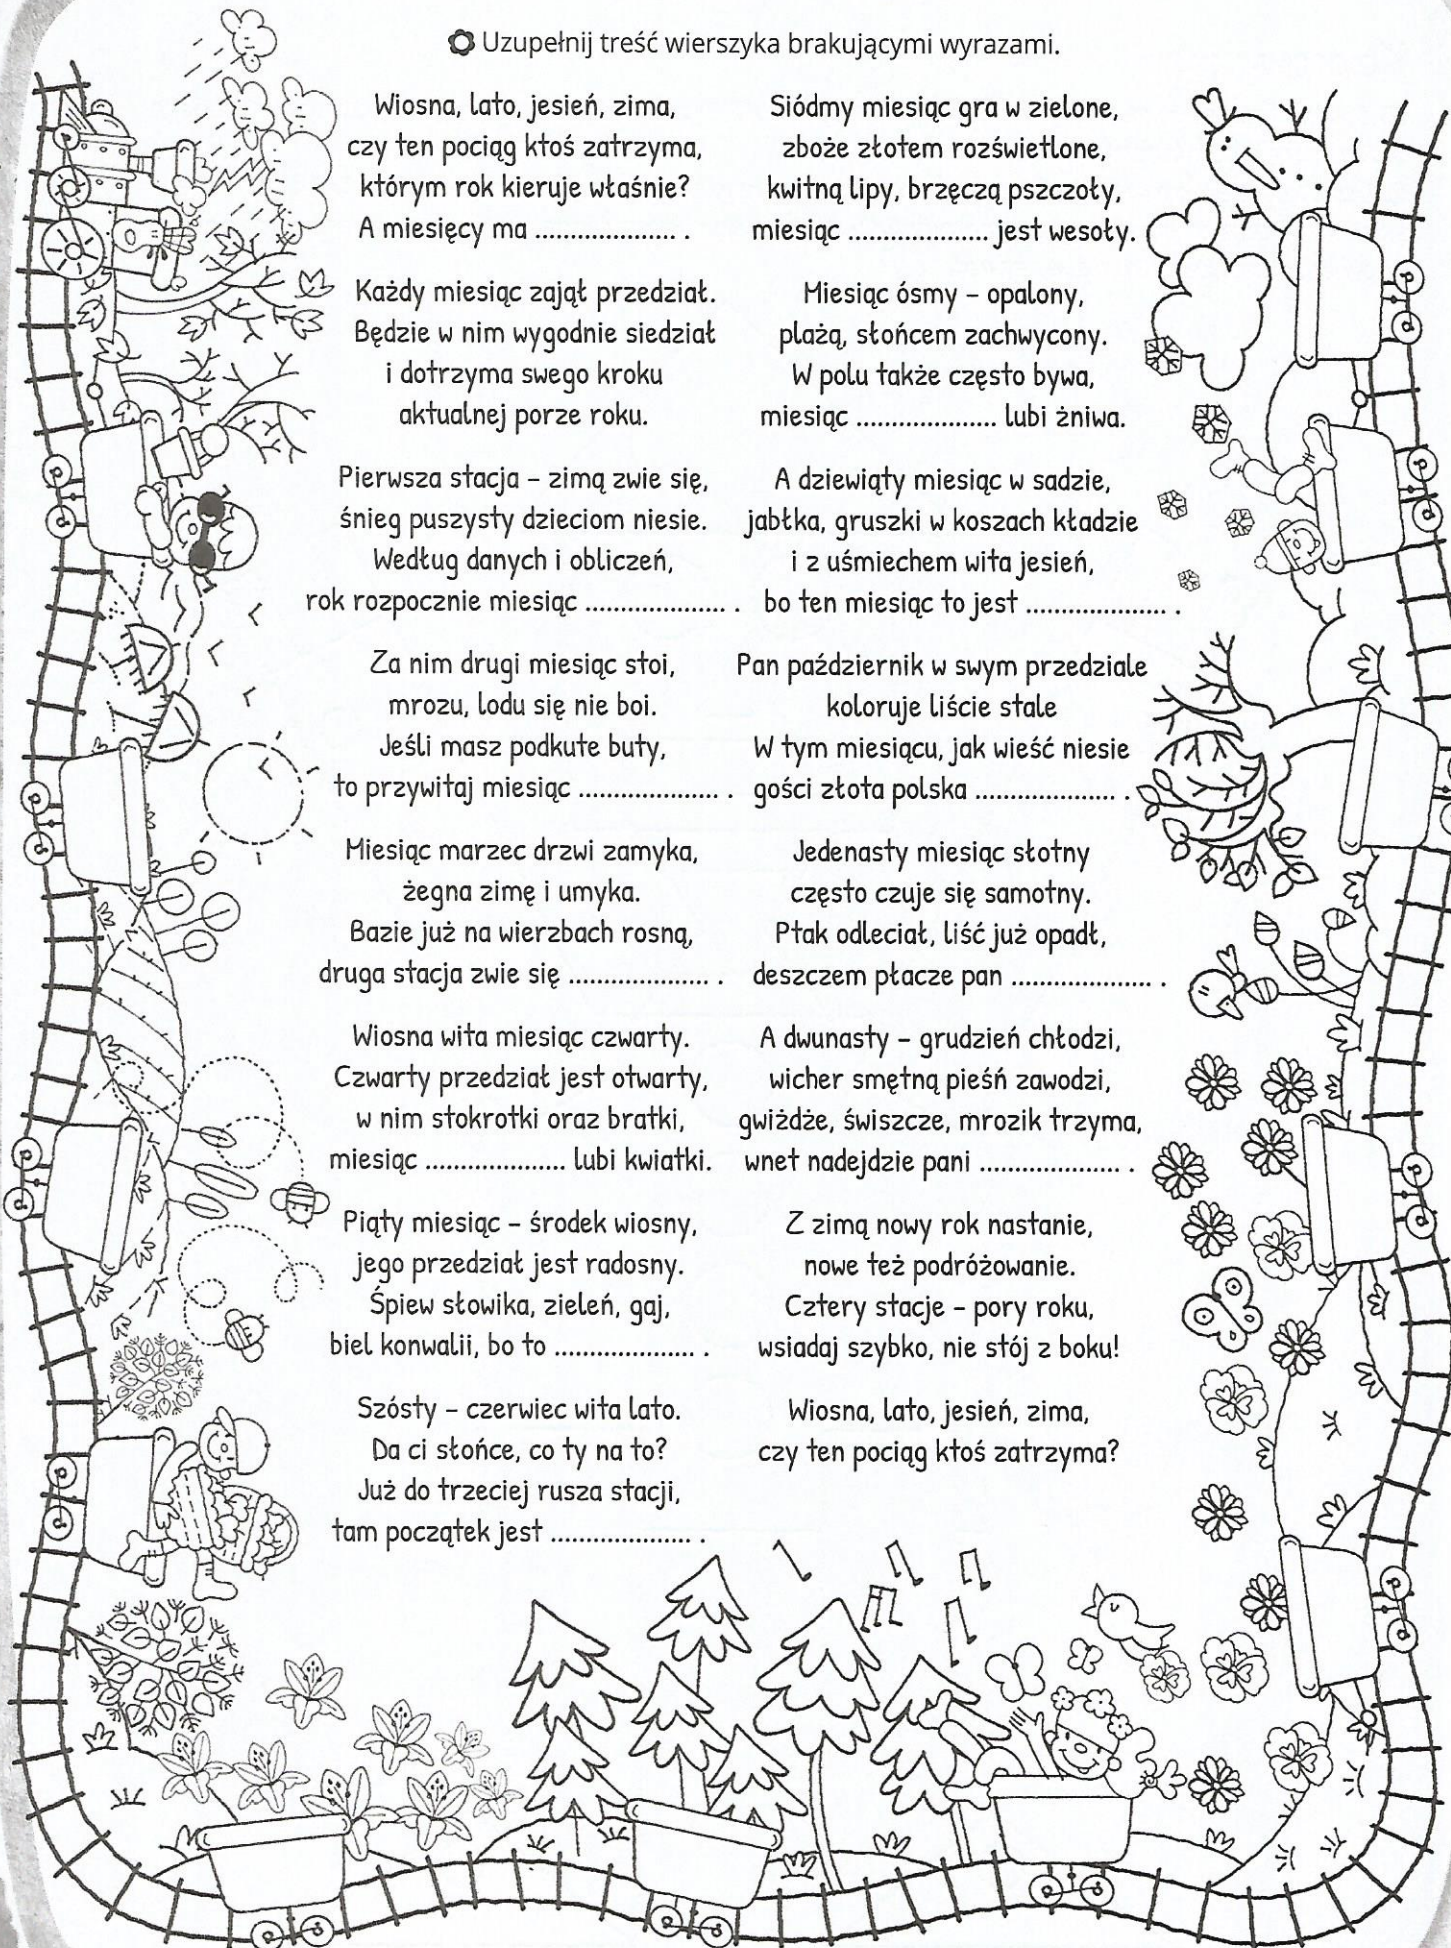 Uzupełnij treść wierszyka brakującymi wyrazami.
Wiosna, lato, jesień, zima,
czy ten pociąg ktoś zatrzyma,
którym rok kieruje właśnie?
A miesięcy ma .................... .
Każdy miesiąc zajął przedział.
Będzie w nim wygodnie siedział
i dotrzyma swego kroku
aktualnej porze roku.
Pierwsza stacja – zimą zwie się,
śnieg puszysty dzieciom niesie.
Według danych i obliczeń,
rok rozpocznie miesiąc .................... .
Za nim drugi miesiąc stoi,
mrozu, lodu się nie boi.
Jeśli masz podkute buty,
to przywitaj miesiąc .................... .
Miesiąc marzec drzwi zamyka,
żegna zimę i umyka.
Bazie już na wierzbach rosną,
druga stacja zwie się .................... .
Wiosna wita miesiąc czwarty.
Czwarty przedział jest otwarty,
w nim stokrotki oraz bratki,
miesiąc .................... lubi kwiatki.
Piąty miesiąc – środek wiosny,
jego przedział jest radosny.
Śpiew słowika, zieleń, gaj,
biel konwalii, bo to .................... .
Szósty – czerwiec wita lato.
Da ci słońce, co ty na to?
Już do trzeciej rusza stacji,
tam początek jest .................... .
Siódmy miesiąc gra w zielone,
zboże złotem rozświetlone,
kwitną lipy, brzęczą pszczoły,
miesiąc .................... jest wesoły.
Miesiąc ósmy – opalony,
plażą, słońcem zachwycony.
W polu także często bywa,
miesiąc .................... lubi żniwa.
A dziewiąty miesiąc w sadzie,
jabłka, gruszki w koszach kładzie
i z uśmiechem wita jesień,
bo ten miesiąc to jest .................... .
Pan październik w swym przedziale
koloruje liście stale
W tym miesiącu, jak wieść niesie
gości złota polska .................... .
Jedenasty miesiąc słotny
często czuje się samotny.
Ptak odleciał, liść już opadł,
deszczem płacze pan .................... .
A dwunasty – grudzień chłodzi,
wicher smętną pieśń zawodzi,
gwiżdże, świszcze, mrozik trzyma,
wnet nadejdzie pani .................... .
Z zimą nowy rok nastanie,
nowe też podróżowanie.
Cztery stacje – pory roku,
wsiadaj szybko, nie stój z boku!
Wiosna, lato, jesień, zima,
czy ten pociąg ktoś zatrzyma?